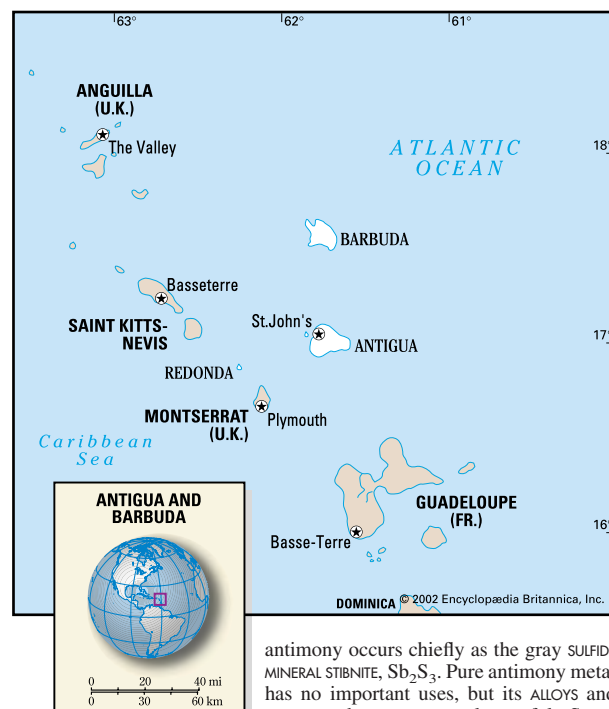 63° 62° 61°
ANGUILLA
(U.K.)
The Valley
ATLANTIC
OCEAN
18°
BARBUDA
Basseterre
SAINT KITTS-
NEVIS
St.John's
ANTIGUA
17°
REDONDA
MONTSERRAT
(U.K.)
Plymouth
Caribbean
Sea
GUADELOUPE
(FR.)
Basse-Terre
16°
DOMINICA © 2002 Encyclopædia Britannica, Inc.
ANTIGUA AND
BARBUDA
0 20 40 mi
0 30 60 km
antimony occurs chiefly as the gray SULFID
MINERAL STIBNITE, Sb₂S₃. Pure antimony meta
has no important uses, but its ALLOYS and